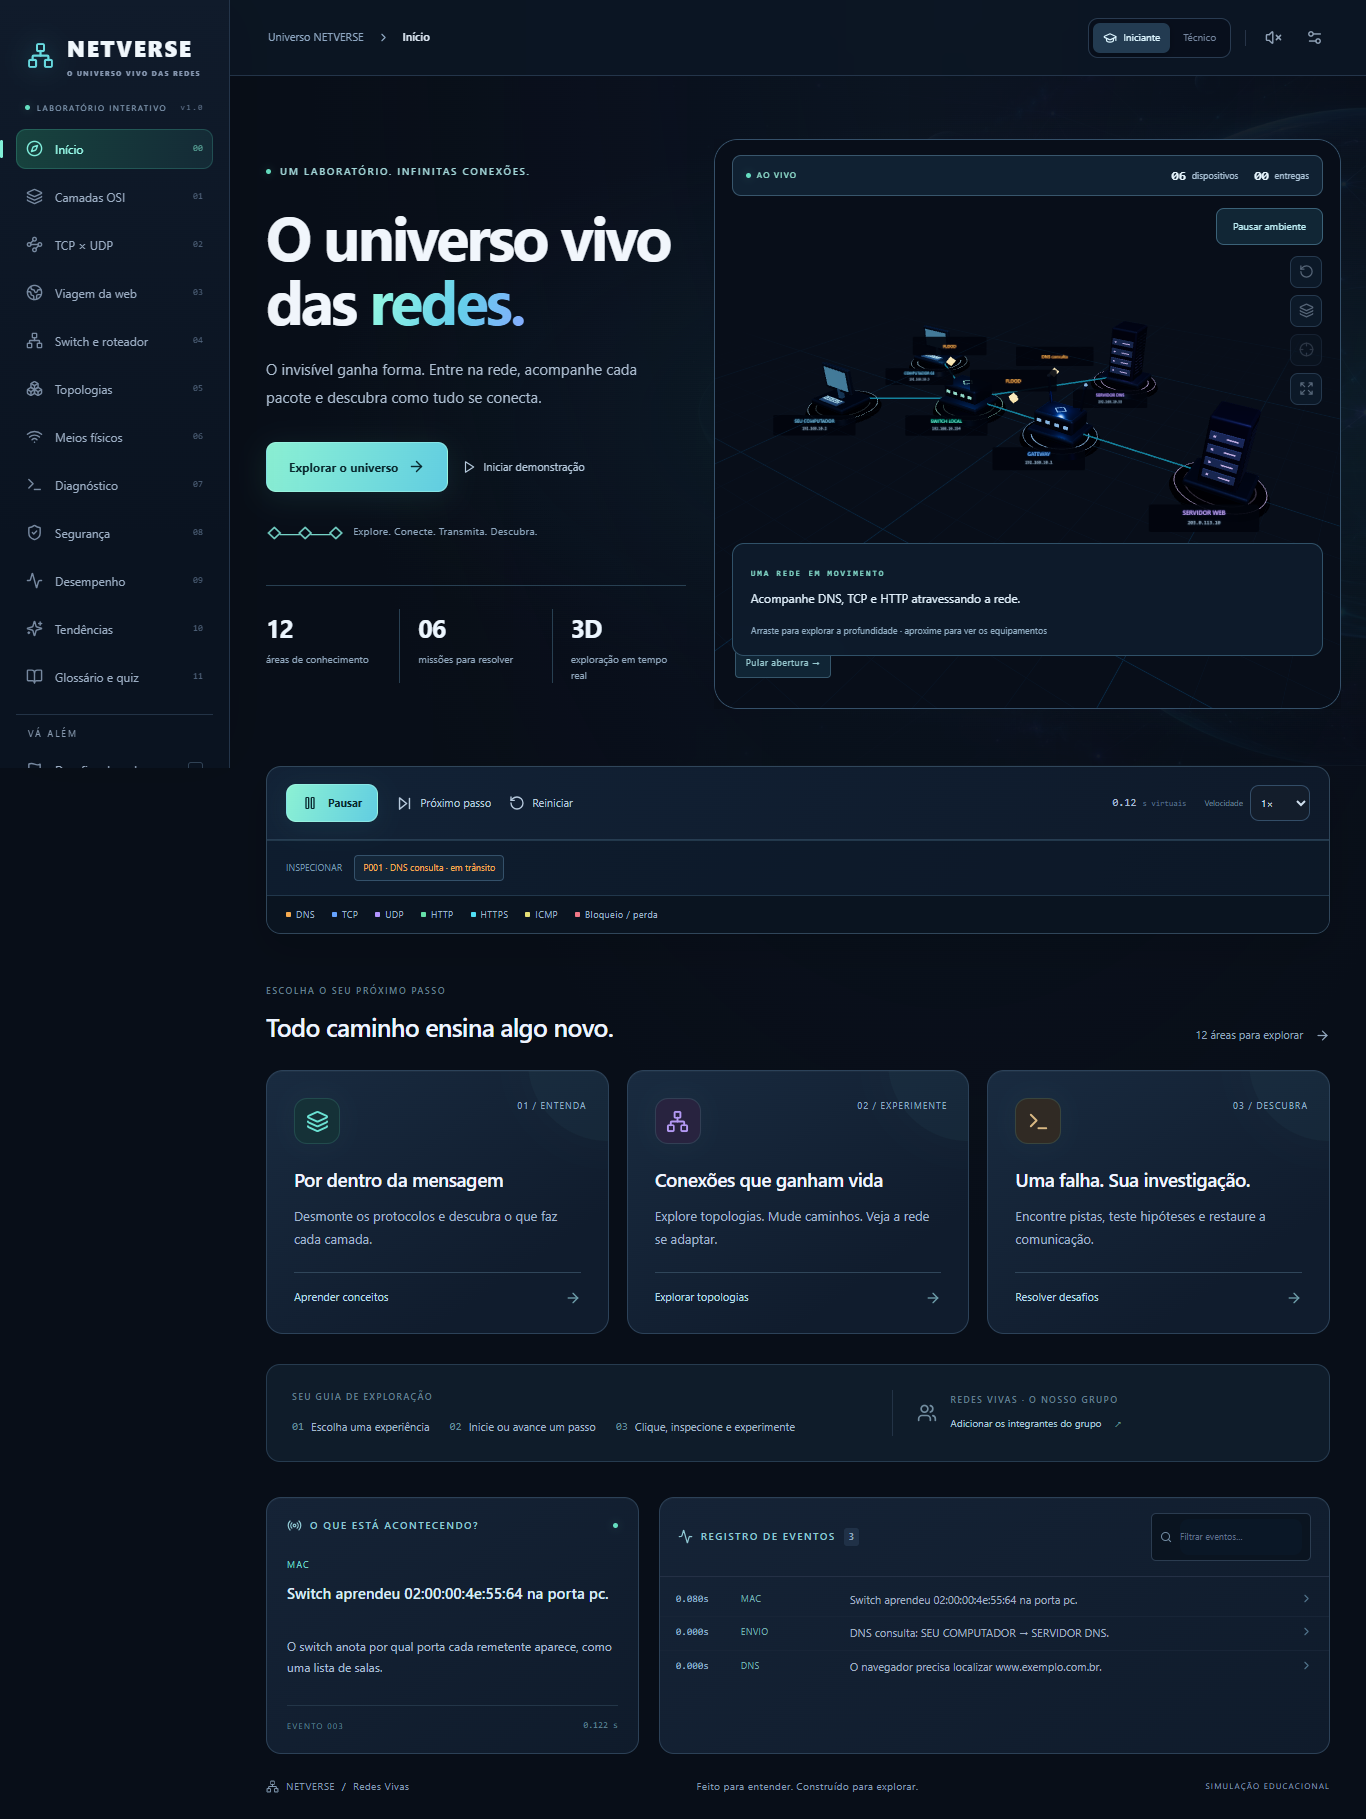 NETVERSE
O UNIVERSO VIVO DAS REDES
LABORATÓRIO INTERATIVO v1.0
Início 00
Camadas OSI 01
TCP × UDP 02
Viagem da web 03
Switch e roteador 04
Topologias 05
Meios físicos 06
Diagnóstico 07
Segurança 08
Desempenho 09
Tendências 10
Glossário e quiz 11
VÁ ALÉM
Universo NETVERSE > Início
Iniciante Técnico
UM LABORATÓRIO. INFINITAS CONEXÕES.
O universo vivo
das redes.
O invisível ganha forma. Entre na rede, acompanhe cada
pacote e descubra como tudo se conecta.
Explorar o universo → Iniciar demonstração
Explore. Conecte. Transmita. Descubra.
12
áreas de conhecimento
06
missões para resolver
3D
exploração em tempo
real
AO VIVO 06 dispositivos 00 entregas
Pausar ambiente
FLOOD
DNS consulta
FLOOD
SERVIDOR DNS
SEU COMPUTADOR
SWITCH LOCAL
GATEWAY
SERVIDOR WEB
UMA REDE EM MOVIMENTO
Acompanhe DNS, TCP e HTTP atravessando a rede.
Arraste para explorar a profundidade · aproxime para ver os equipamentos
Pular abertura →
Pausar Próximo passo Reiniciar 0.12 s virtuais Velocidade 1×
INSPECIONAR P001 · DNS consulta · em trânsito
DNS TCP UDP HTTP HTTPS ICMP Bloqueio / perda
ESCOLHA O SEU PRÓXIMO PASSO
Todo caminho ensina algo novo.
12 áreas para explorar →
01 / ENTENDA
Por dentro da mensagem
Desmonte os protocolos e descubra o que faz
cada camada.
Aprender conceitos →
02 / EXPERIMENTE
Conexões que ganham vida
Explore topologias. Mude caminhos. Veja a rede
se adaptar.
Explorar topologias →
03 / DESCUBRA
Uma falha. Sua investigação.
Encontre pistas, teste hipóteses e restaure a
comunicação.
Resolver desafios →
SEU GUIA DE EXPLORAÇÃO
01 Escolha uma experiência 02 Inicie ou avance um passo 03 Clique, inspecione e experimente
REDES VIVAS · O NOSSO GRUPO
Adicionar os integrantes do grupo ↗
O QUE ESTÁ ACONTECENDO?
MAC
Switch aprendeu 02:00:00:4e:55:64 na porta pc.
O switch anota por qual porta cada remetente aparece, como
uma lista de salas.
EVENTO 003 0.122 s
REGISTRO DE EVENTOS 3 Filtrar eventos...
0.080s MAC Switch aprendeu 02:00:00:4e:55:64 na porta pc.
0.000s ENVIO DNS consulta: SEU COMPUTADOR → SERVIDOR DNS.
0.000s DNS O navegador precisa localizar www.exemplo.com.br.
NETVERSE / Redes Vivas
Feito para entender. Construído para explorar.
SIMULAÇÃO EDUCACIONAL